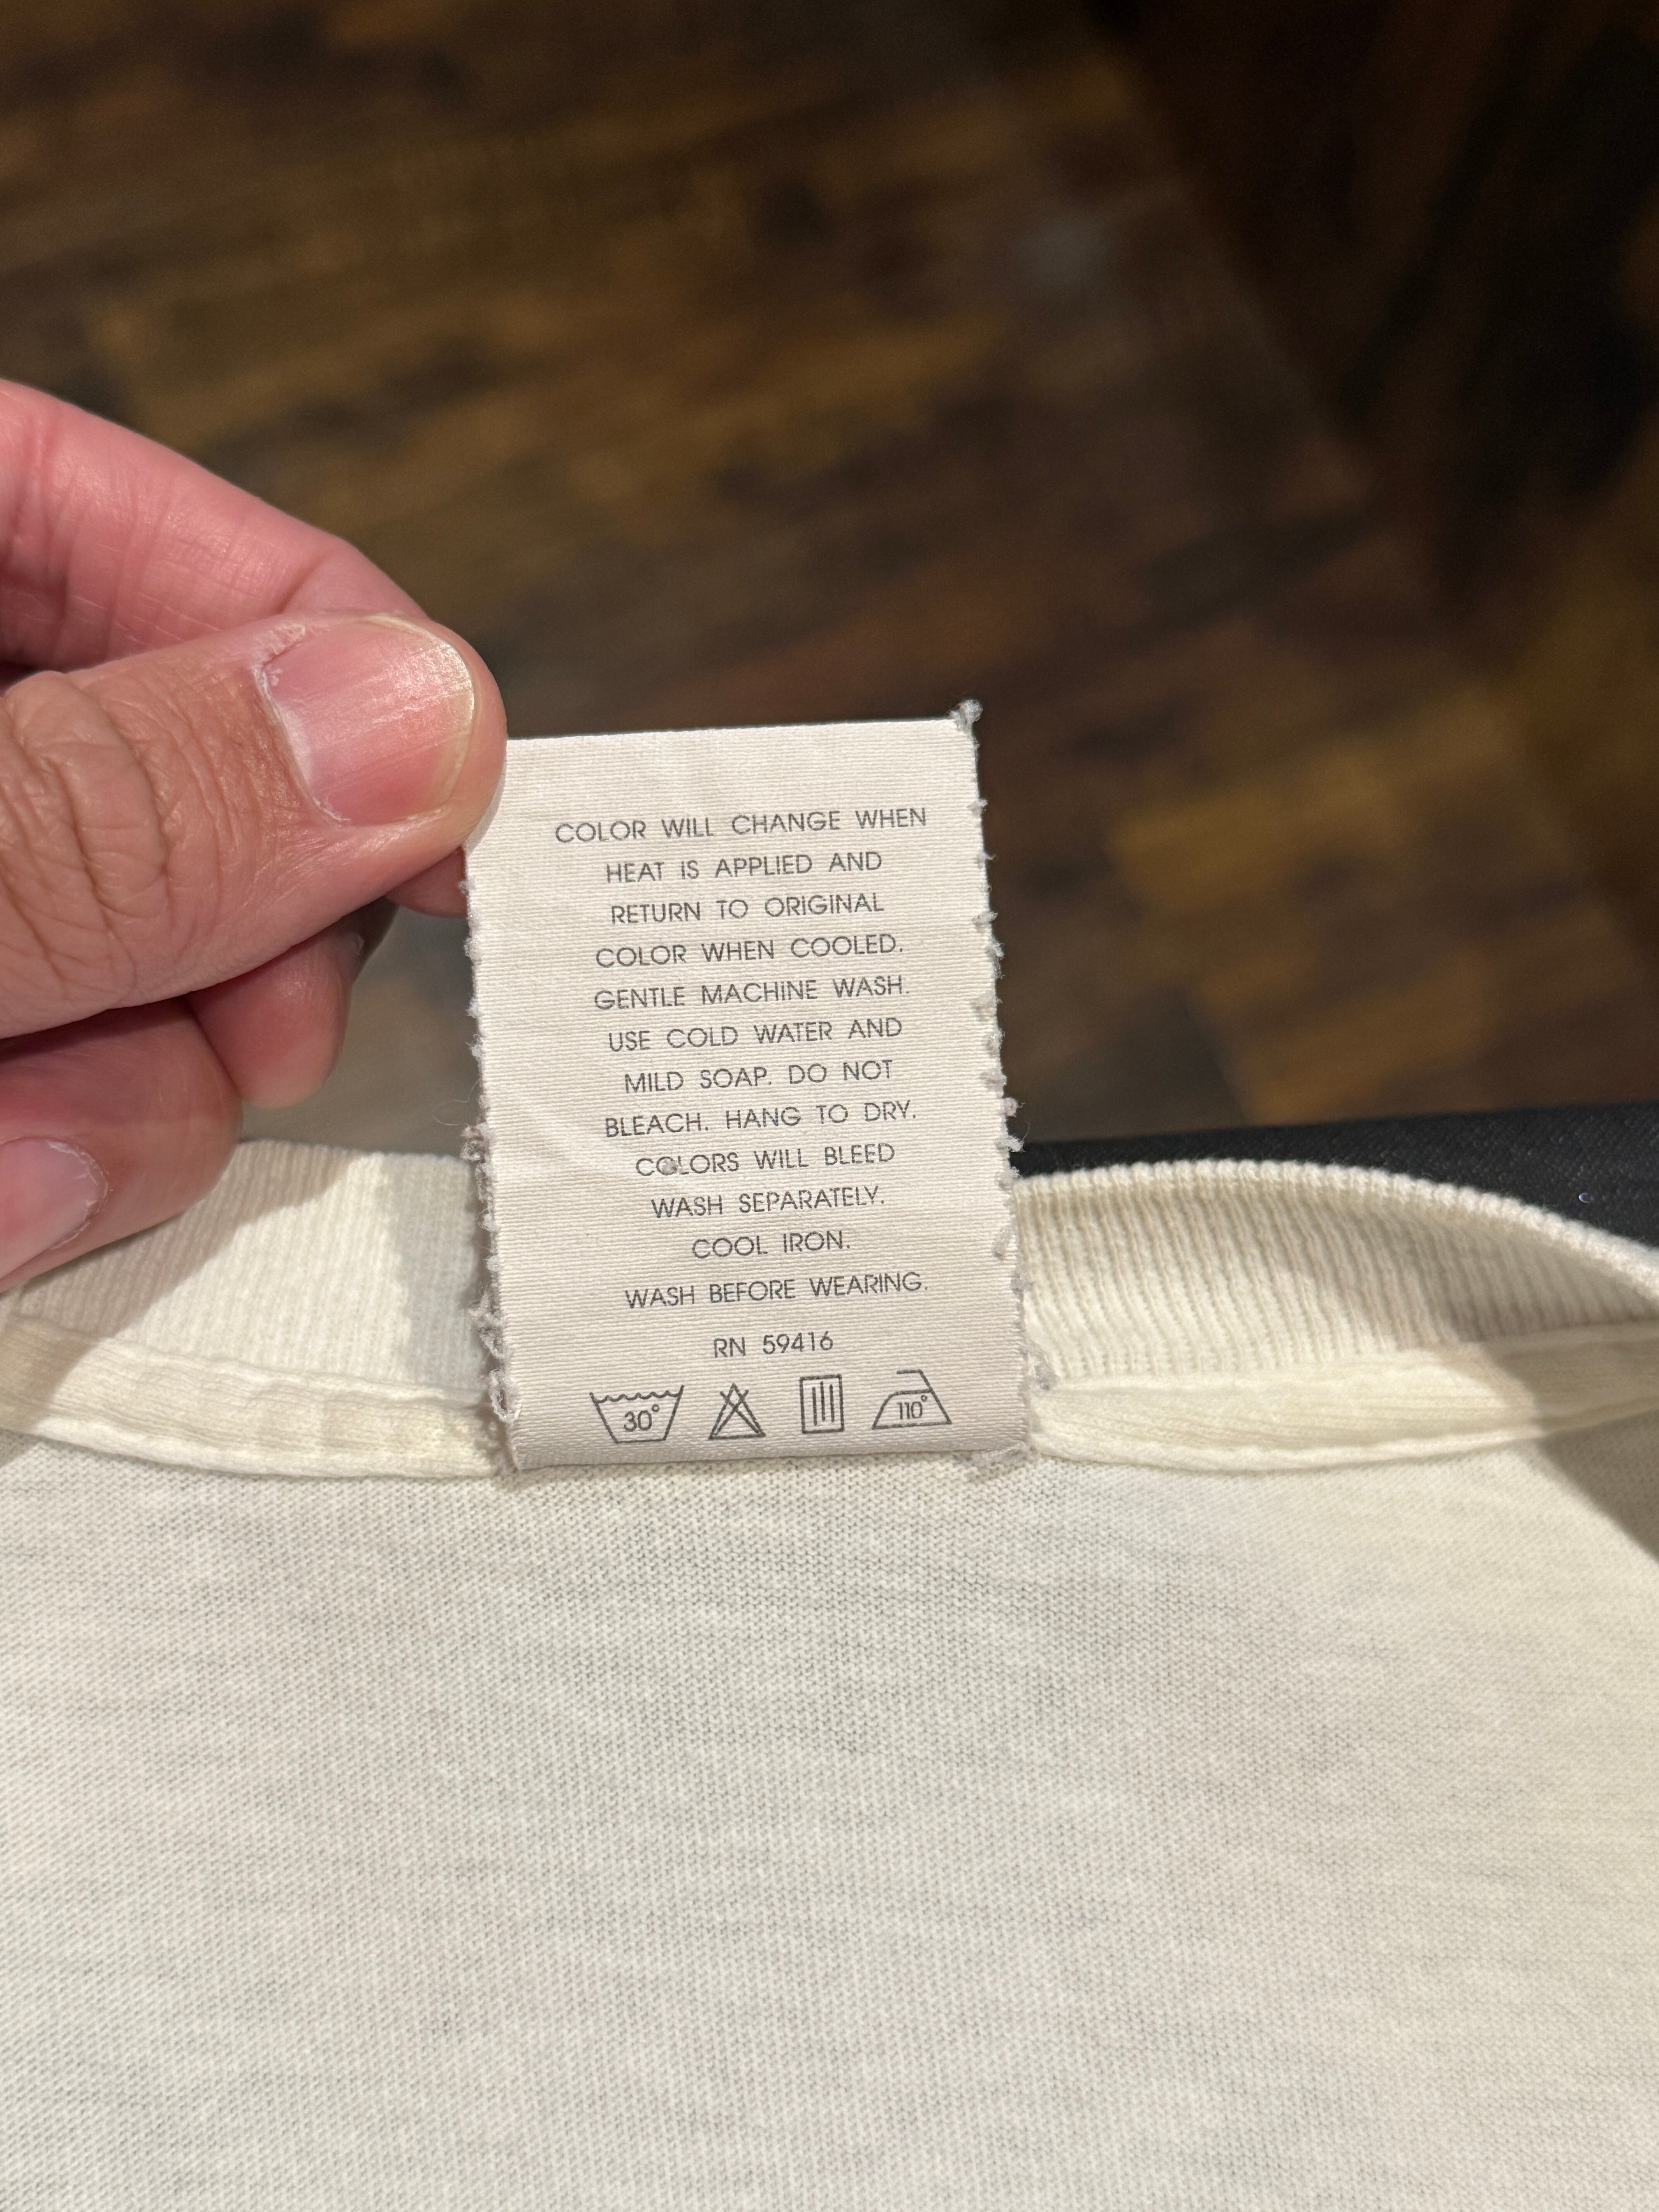 COLOR WILL CHANGE WHEN
HEAT IS APPLIED AND
RETURN TO ORIGINAL
COLOR WHEN COOLED.
GENTLE MACHINE WASH.
USE COLD WATER AND
MILD SOAP. DO NOT
BLEACH. HANG TO DRY.
COLORS WILL BLEED
WASH SEPARATELY.
COOL IRON.
WASH BEFORE WEARING.
RN 59416
30° 110°